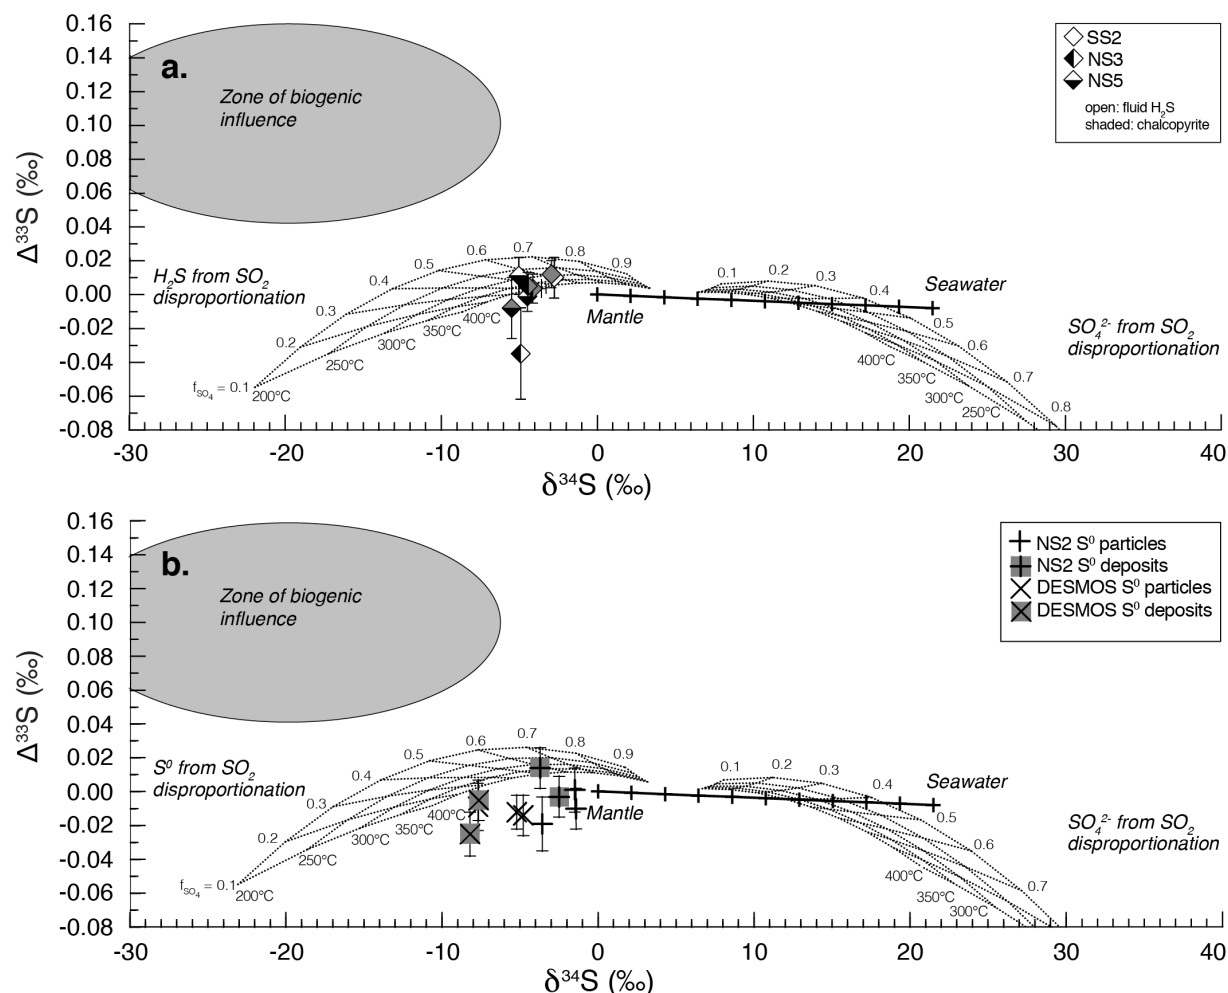 0.16
0.14
0.12
0.10
0.08
0.06
0.04
0.02
0.00
-0.02
-0.04
-0.06
-0.08
Δ³³S (‰)
a.
Zone of biogenic
influence
SS2
NS3
NS5
open: fluid H₂S
shaded: chalcopyrite
H₂S from SO₂
disproportionation
0.2
0.3
0.4
0.5
0.6
0.7
0.8
0.9
f_SO₄ = 0.1
200°C
250°C
300°C
350°C
400°C
Mantle
Seawater
0.1
0.2
0.3
0.4
0.5
0.6
0.7
0.8
400°C
350°C
300°C
250°C
SO₄²⁻ from SO₂
disproportionation
-30
-20
-10
0
10
20
30
40
δ³⁴S (‰)
0.16
0.14
0.12
0.10
0.08
0.06
0.04
0.02
0.00
-0.02
-0.04
-0.06
-0.08
Δ³³S (‰)
b.
Zone of biogenic
influence
NS2 S⁰ particles
NS2 S⁰ deposits
DESMOS S⁰ particles
DESMOS S⁰ deposits
S⁰ from SO₂
disproportionation
0.2
0.3
0.4
0.5
0.6
0.7
0.8
0.9
f_SO₄ = 0.1
200°C
250°C
300°C
350°C
400°C
Mantle
Seawater
0.1
0.2
0.3
0.4
0.5
0.6
0.7
400°C
350°C
300°C
SO₄²⁻ from SO₂
disproportionation
-30
-20
-10
0
10
20
30
40
δ³⁴S (‰)